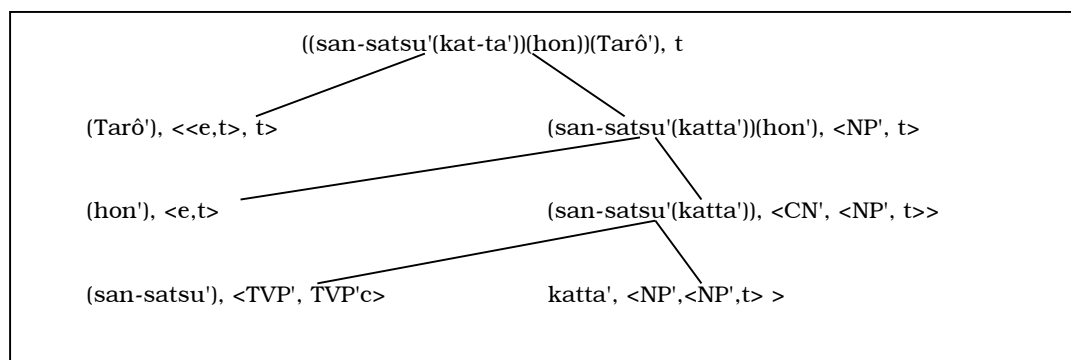 ((san-satsu'(kat-ta'))(hon))(Tarô'), t
(Tarô'), <<e,t>, t> (san-satsu'(katta'))(hon'), <NP', t>
(hon'), <e,t> (san-satsu'(katta')), <CN', <NP', t>>
(san-satsu'), <TVP', TVP'c> katta', <NP',<NP',t> >